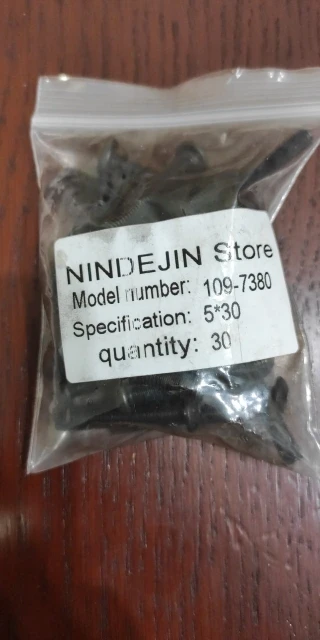 NINDEJIN Store
Model number: 109-7380
Specification: 5*30
quantity: 30